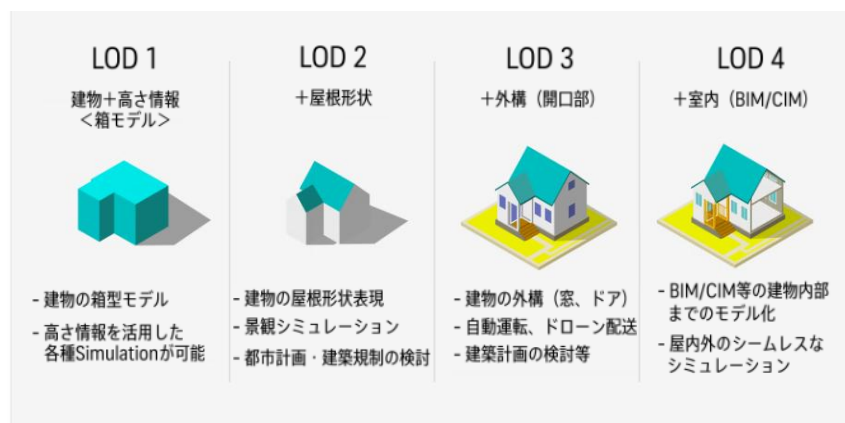 LOD 1
建物＋高さ情報
＜箱モデル＞
- 建物の箱型モデル
- 高さ情報を活用した
各種Simulationが可能
LOD 2
＋屋根形状
- 建物の屋根形状表現
- 景観シミュレーション
- 都市計画・建築規制の検討
LOD 3
＋外構（開口部）
- 建物の外構（窓、ドア）
- 自動運転、ドローン配送
- 建築計画の検討等
LOD 4
＋室内（BIM/CIM）
- BIM/CIM等の建物内部
までのモデル化
- 屋内外のシームレスな
シミュレーション